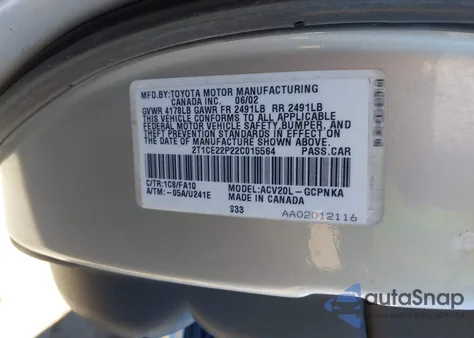 MFD.BY:TOYOTA MOTOR MANUFACTURING
CANADA INC. 06/02
GVWR 4178LB GAWR FR 2491LB RR 2491LB
THIS VEHICLE CONFORMS TO ALL APPLICABLE
FEDERAL MOTOR VEHICLE SAFETY,BUMPER, AND
THEFT PREVENTION STANDARDS IN EFFECT ON
THE DATE OF MANUFACTURE SHOWN ABOVE.
2T1CE22P22C015564 PASS.CAR
C/TR:1C8/FA10 MODEL:ACV20L-GCPNKA
A/TM:-05A/U241E MADE IN CANADA
S33 AA02012116
autoSnap